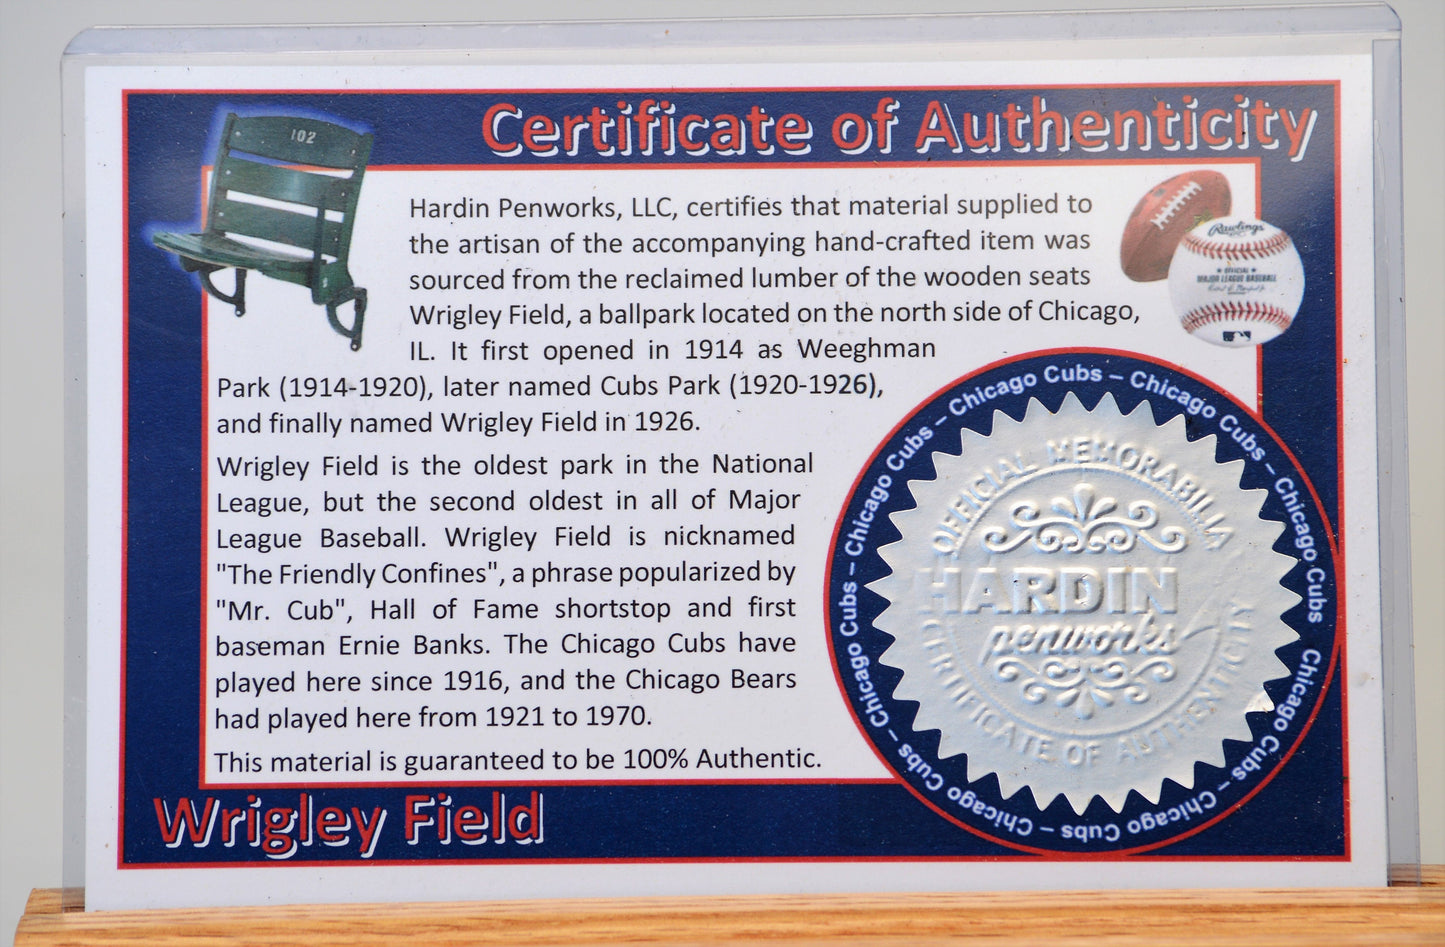 Certificate of Authenticity
102
Hardin Penworks, LLC, certifies that material supplied to
the artisan of the accompanying hand-crafted item was
sourced from the reclaimed lumber of the wooden seats
Wrigley Field, a ballpark located on the north side of Chicago,
IL. It first opened in 1914 as Weeghman
Park (1914-1920), later named Cubs Park (1920-1926),
and finally named Wrigley Field in 1926.
Wrigley Field is the oldest park in the National
League, but the second oldest in all of Major
League Baseball. Wrigley Field is nicknamed
"The Friendly Confines", a phrase popularized by
"Mr. Cub", Hall of Fame shortstop and first
baseman Ernie Banks. The Chicago Cubs have
played here since 1916, and the Chicago Bears
had played here from 1921 to 1970.
This material is guaranteed to be 100% Authentic.
Wrigley Field
Rawlings
OFFICIAL
MAJOR LEAGUE BASEBALL
Chicago Cubs – Chicago Cubs – Chicago Cubs – Chicago Cubs – Chicago Cubs – Chicago Cubs Chicago Cubs – Chicago Cubs – Chicago Cubs –
OFFICIAL MEMORABILIA
HARDIN
penworks
CERTIFICATE OF AUTHENTICITY